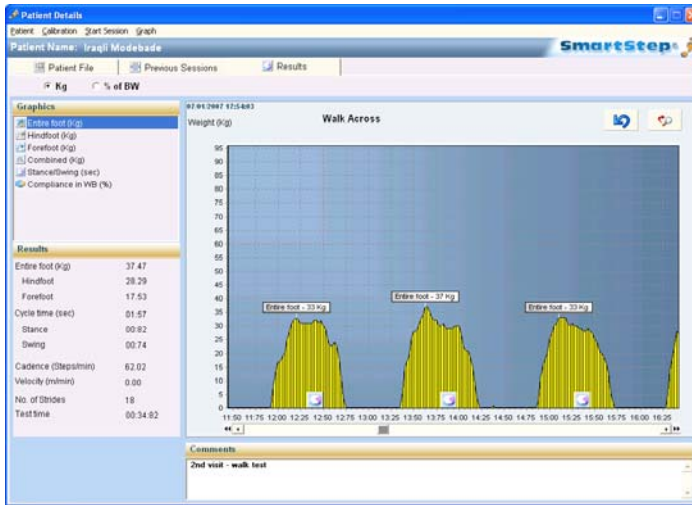 Patient Details
Patient Calibration Start Session Graph
Patient Name: Iraqli Modebade
SmartStep
Patient File Previous Sessions Results
Kg % of BW
Graphics
Entire foot (Kg)
Hindfoot (Kg)
Forefoot (Kg)
Combined (Kg)
Stance/Swing (sec)
Compliance in WB (%)
Results
Entire foot (Kg) 37.47
Hindfoot 28.29
Forefoot 17.53
Cycle time (sec) 01:57
Stance 00:82
Swing 00:74
Cadence (Steps/min) 62.02
Velocity (m/min) 0.00
No. of Strides 18
Test time 00:34:82
07/01/2007 17:54:03
Weight (Kg) Walk Across
95
90
85
80
75
70
65
60
55
50
45
40
35
30
25
20
15
10
5
0
Entire foot - 33 Kg
Entire foot - 37 Kg
Entire foot - 33 Kg
11:50 11:75 12:00 12:25 12:50 12:75 13:00 13:25 13:50 13:75 14:00 14:25 14:50 14:75 15:00 15:25 15:50 15:75 16:00 16:25
Comments
2nd visit - walk test